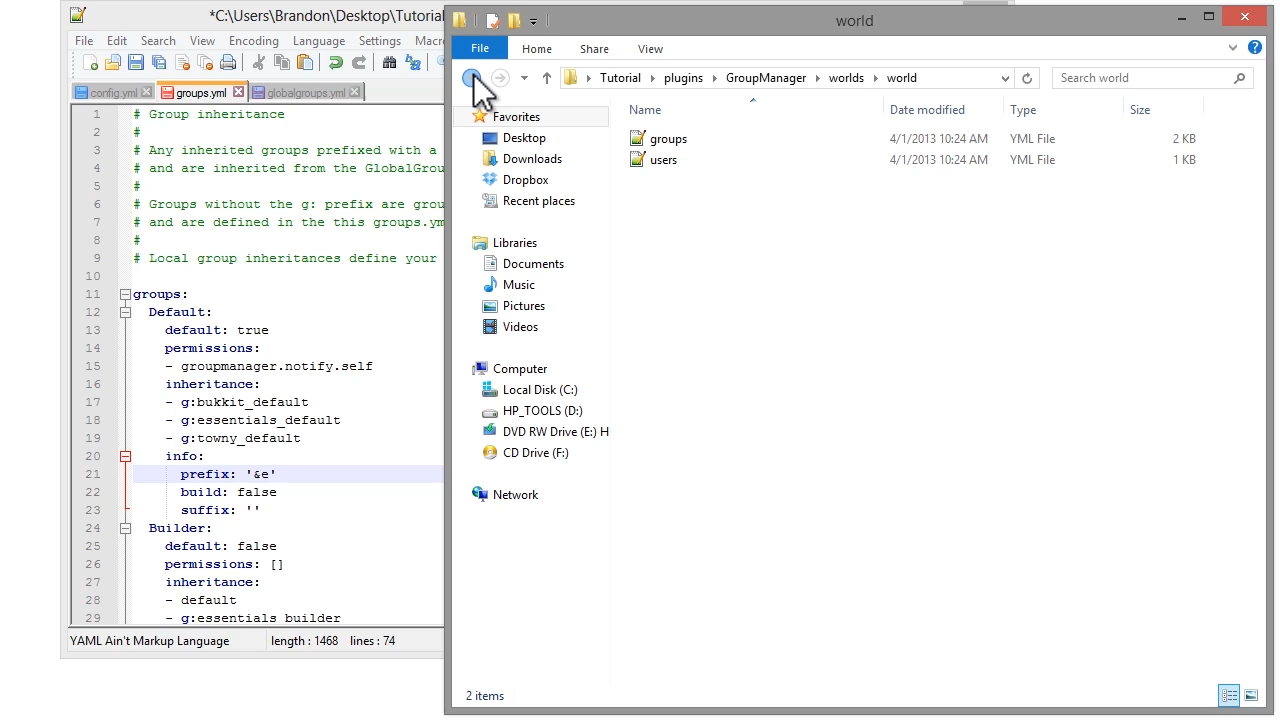 *C:\Users\Brandon\Desktop\Tutorial
File Edit Search View Encoding Language Settings Macro
config.yml groups.yml globalgroups.yml
1 # Group inheritance
2 #
3 # Any inherited groups prefixed with a
4 # and are inherited from the GlobalGrou
5 #
6 # Groups without the g: prefix are grou
7 # and are defined in the this groups.ym
8 #
9 # Local group inheritances define your
10
11 groups:
12 Default:
13 default: true
14 permissions:
15 - groupmanager.notify.self
16 inheritance:
17 - g:bukkit_default
18 - g:essentials_default
19 - g:towny_default
20 info:
21 prefix: '&e'
22 build: false
23 suffix: ''
24 Builder:
25 default: false
26 permissions: []
27 inheritance:
28 - default
29 - g:essentials builder
YAML Ain't Markup Language length : 1468 lines : 74
world
File Home Share View
Tutorial plugins GroupManager worlds world
Search world
Name Date modified Type Size
groups 4/1/2013 10:24 AM YML File 2 KB
users 4/1/2013 10:24 AM YML File 1 KB
Favorites
Desktop
Downloads
Dropbox
Recent places
Libraries
Documents
Music
Pictures
Videos
Computer
Local Disk (C:)
HP_TOOLS (D:)
DVD RW Drive (E:) H
CD Drive (F:)
Network
2 items